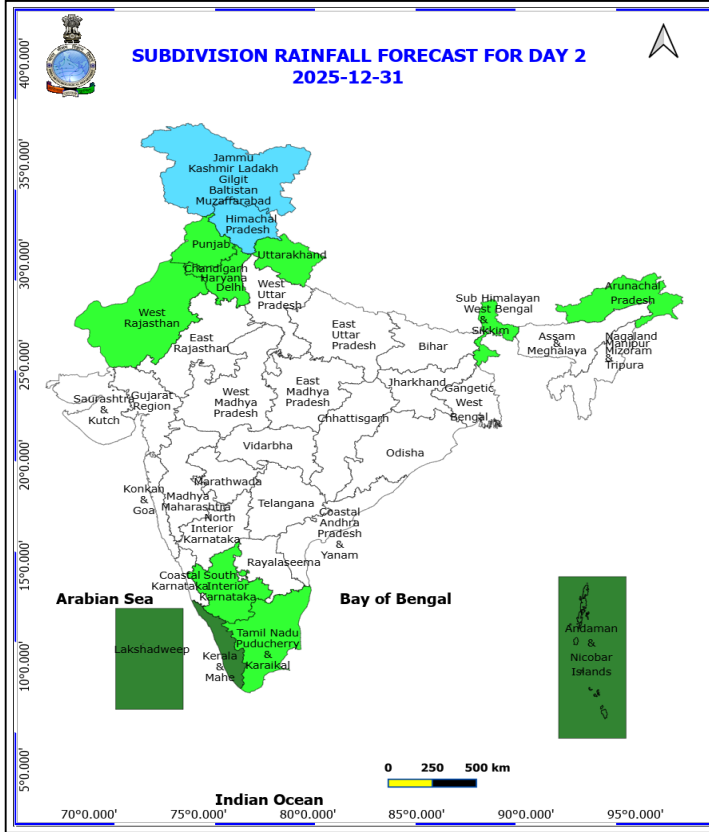 SUBDIVISION RAINFALL FORECAST FOR DAY 2
2025-12-31
40°0.000'
35°0.000'
30°0.000'
25°0.000'
20°0.000'
15°0.000'
10°0.000'
5°0.000'
Jammu
Kashmir Ladakh
Gilgit
Baltistan
Muzaffarabad
Himachal
Pradesh
Punjab
Uttarakhand
Chandigarh
Haryana
Delhi
West
Uttar
Pradesh
West
Rajasthan
East
Rajasthan
East
Uttar
Pradesh
Bihar
Sub Himalayan
West Bengal
&
Sikkim
Arunachal
Pradesh
Assam
&
Meghalaya
Nagaland
Manipur
Mizoram
&
Tripura
Saurashtra
&
Kutch
Gujarat
Region
West
Madhya
Pradesh
East
Madhya
Pradesh
Jharkhand
Gangetic
West
Bengal
Chhattisgarh
Vidarbha
Odisha
Konkan
&
Goa
Marathwada
Madhya
Maharashtra
North
Interior
Karnataka
Telangana
Coastal
Andhra
Pradesh
&
Yanam
Rayalaseema
Coastal
Karnataka
South
Interior
Karnataka
Arabian Sea
Bay of Bengal
Lakshadweep
Kerala
&
Mahe
Tamil Nadu
Puducherry
&
Karaikal
Andaman
&
Nicobar
Islands
0 250 500 km
Indian Ocean
70°0.000' 75°0.000' 80°0.000' 85°0.000' 90°0.000' 95°0.000'